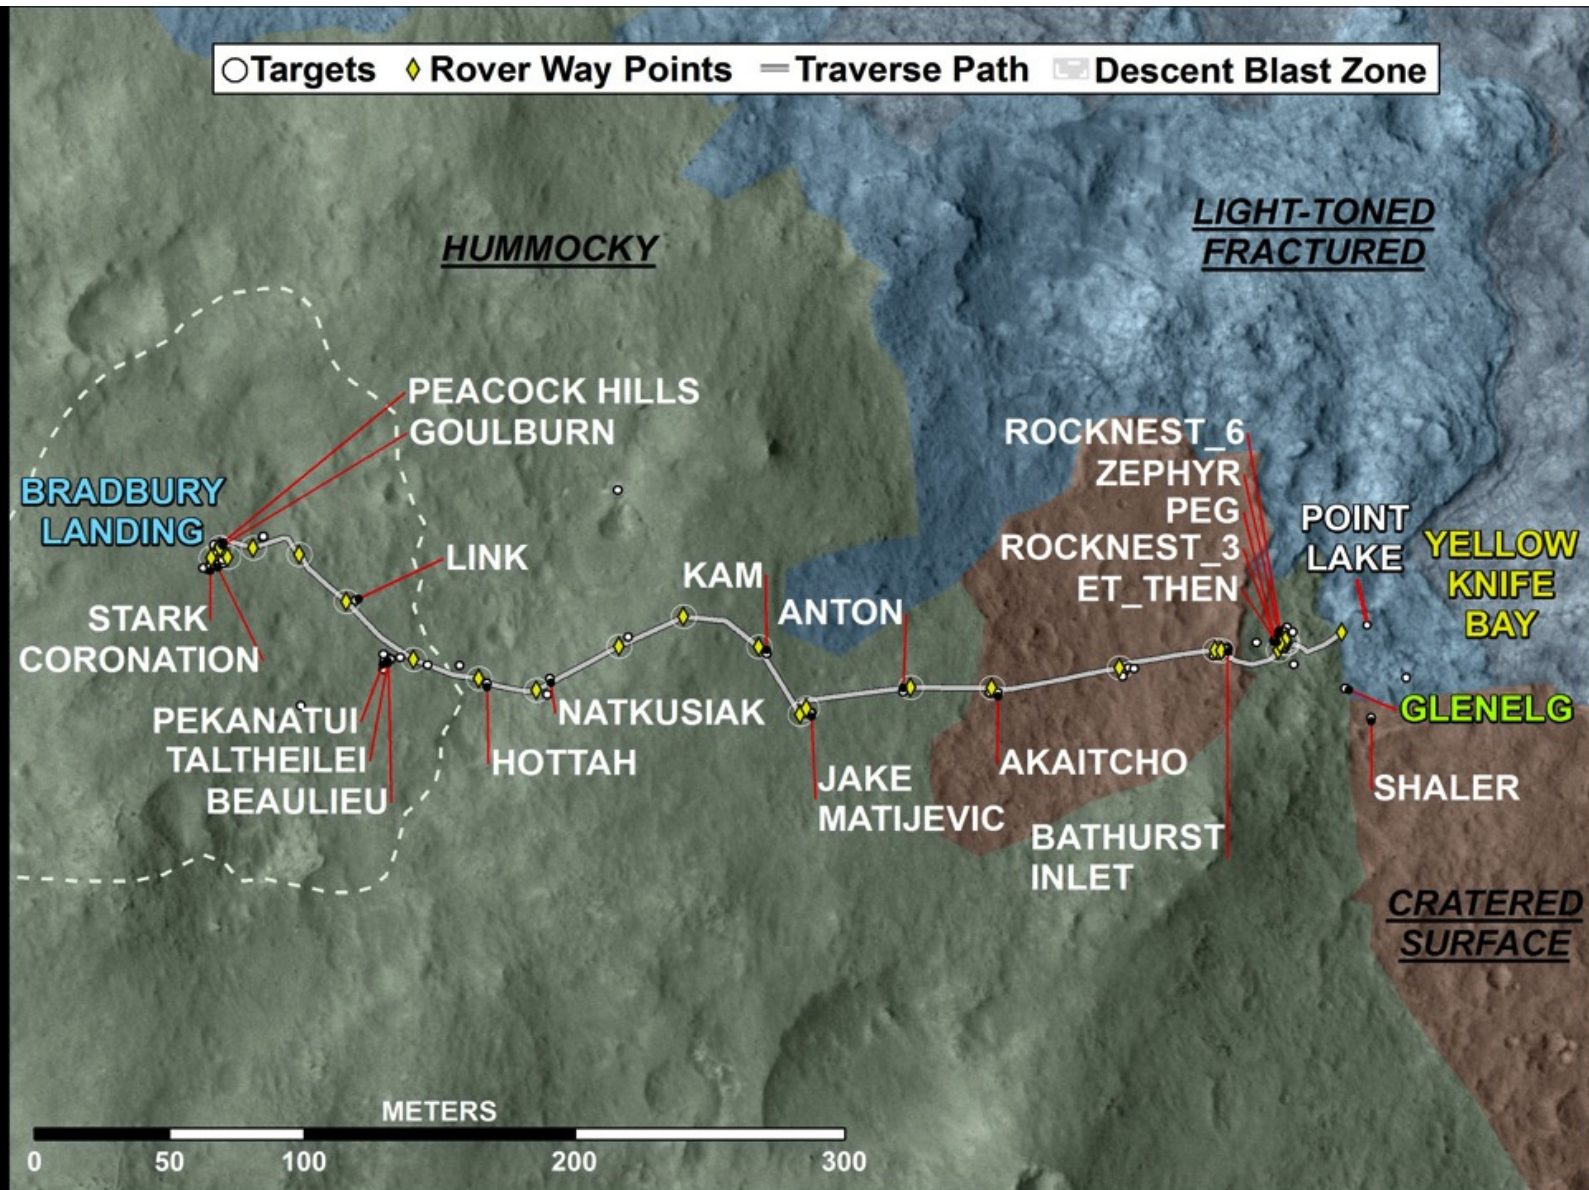 Targets Rover Way Points Traverse Path Descent Blast Zone
LIGHT-TONED
FRACTURED
HUMMOCKY
PEACOCK HILLS
GOULBURN
ROCKNEST_6
ZEPHYR
PEG
ROCKNEST_3
ET_THEN
BRADBURY
LANDING
POINT
LAKE
YELLOW
KNIFE
BAY
LINK
KAM
ANTON
STARK
CORONATION
PEKANATUI
TALTHEILEI
BEAULIEU
NATKUSIAK
HOTTAH
JAKE
MATIJEVIC
AKAITCHO
BATHURST
INLET
GLENELG
SHALER
CRATERED
SURFACE
METERS
0 50 100 200 300